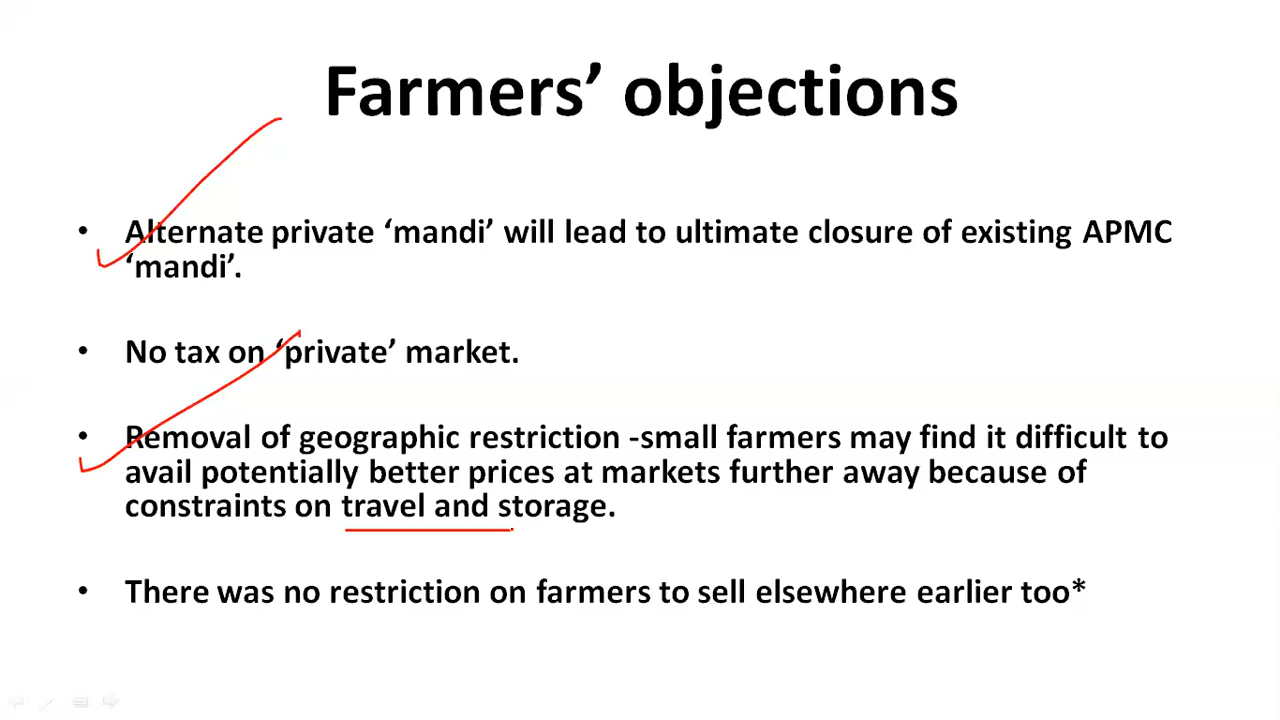 Farmers’ objections
• Alternate private ‘mandi’ will lead to ultimate closure of existing APMC
‘mandi’.
• No tax on ‘private’ market.
• Removal of geographic restriction -small farmers may find it difficult to
avail potentially better prices at markets further away because of
constraints on travel and storage.
• There was no restriction on farmers to sell elsewhere earlier too*